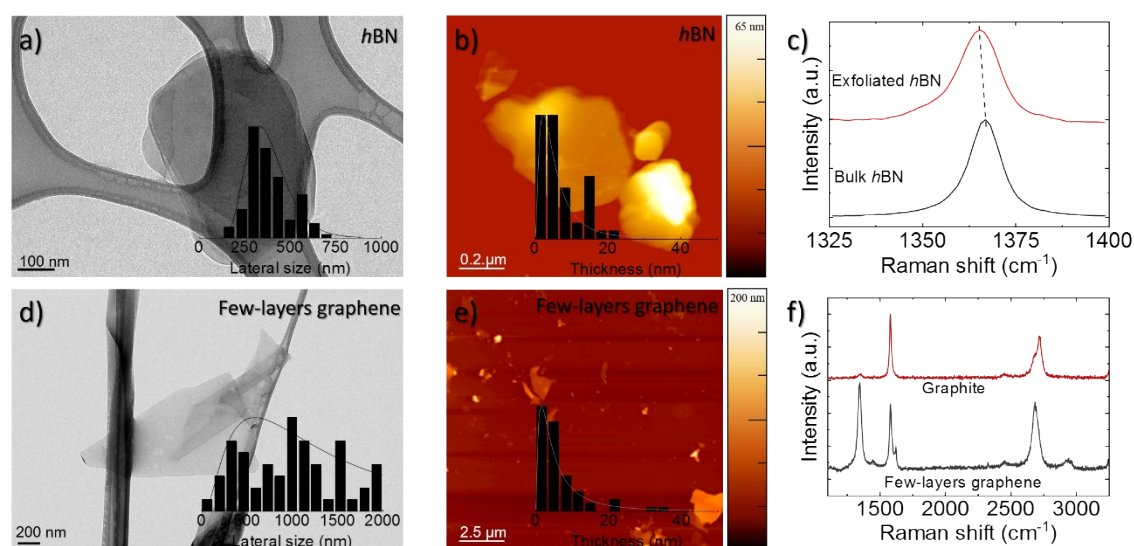 a)
hBN
0 250 500 1000
Lateral size (nm)
100 nm
b)
hBN
65 nm
0 20 40
Thickness (nm)
0.2 µm
c)
Intensity (a.u.)
Exfoliated hBN
Bulk hBN
1325 1350 1375 1400
Raman shift (cm⁻¹)
d)
Few-layers graphene
0 500 1000 1500 2000
Lateral size (nm)
200 nm
e)
Few-layers graphene
200 nm
0 20 40
Thickness (nm)
2.5 µm
f)
Intensity (a.u.)
Graphite
Few-layers graphene
1500 2000 2500 3000
Raman shift (cm⁻¹)